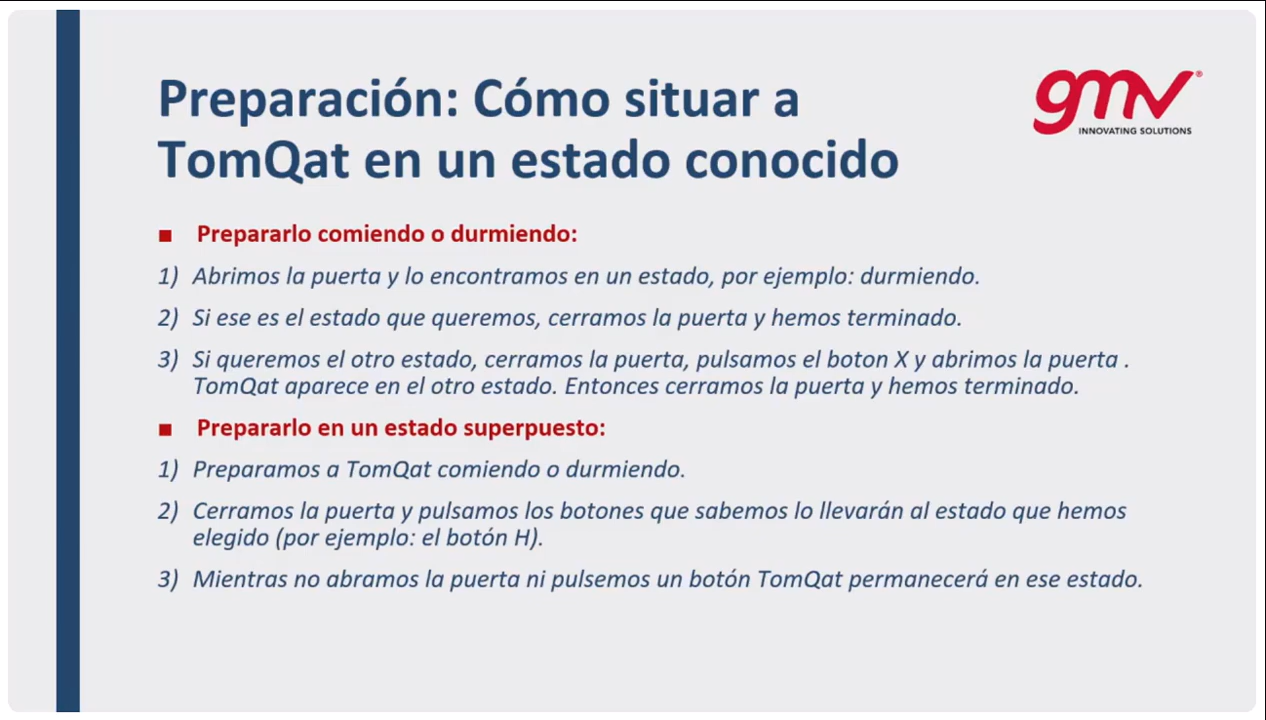 Preparación: Cómo situar a
TomQat en un estado conocido
gmv®
INNOVATING SOLUTIONS
■ Prepararlo comiendo o durmiendo:
1) Abrimos la puerta y lo encontramos en un estado, por ejemplo: durmiendo.
2) Si ese es el estado que queremos, cerramos la puerta y hemos terminado.
3) Si queremos el otro estado, cerramos la puerta, pulsamos el boton X y abrimos la puerta .
TomQat aparece en el otro estado. Entonces cerramos la puerta y hemos terminado.
■ Prepararlo en un estado superpuesto:
1) Preparamos a TomQat comiendo o durmiendo.
2) Cerramos la puerta y pulsamos los botones que sabemos lo llevarán al estado que hemos
elegido (por ejemplo: el botón H).
3) Mientras no abramos la puerta ni pulsemos un botón TomQat permanecerá en ese estado.